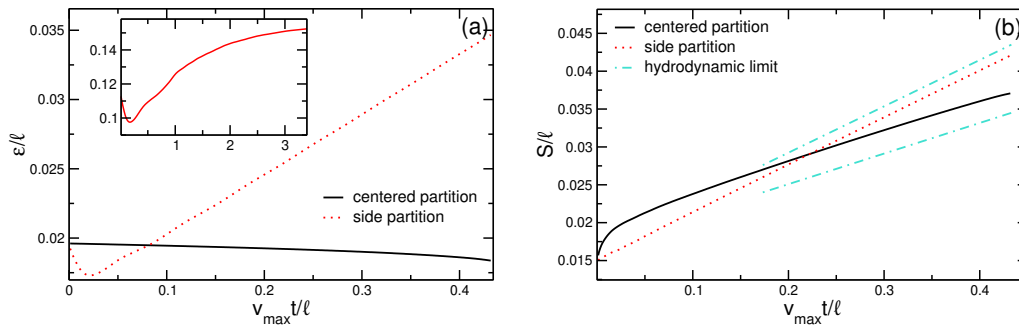 (a)
ε/ℓ
0.035
0.03
0.025
0.02
0.14
0.12
0.1
1 2 3
centered partition
side partition
0 0.1 0.2 0.3 0.4
v_max t/ℓ
(b)
S/ℓ
0.045
0.04
0.035
0.03
0.025
0.02
0.015
centered partition
side partition
hydrodynamic limit
0.1 0.2 0.3 0.4
v_max t/ℓ